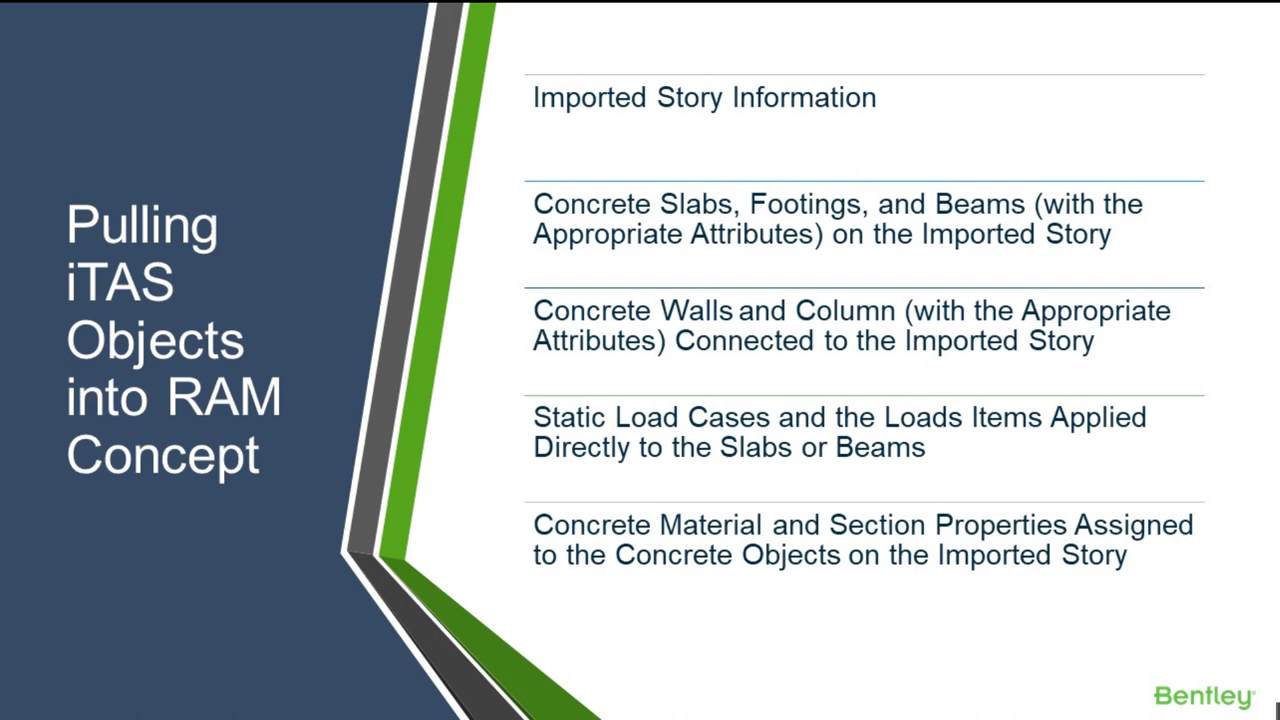 Pulling
iTAS
Objects
into RAM
Concept
Imported Story Information
Concrete Slabs, Footings, and Beams (with the
Appropriate Attributes) on the Imported Story
Concrete Walls and Column (with the Appropriate
Attributes) Connected to the Imported Story
Static Load Cases and the Loads Items Applied
Directly to the Slabs or Beams
Concrete Material and Section Properties Assigned
to the Concrete Objects on the Imported Story
Bentley